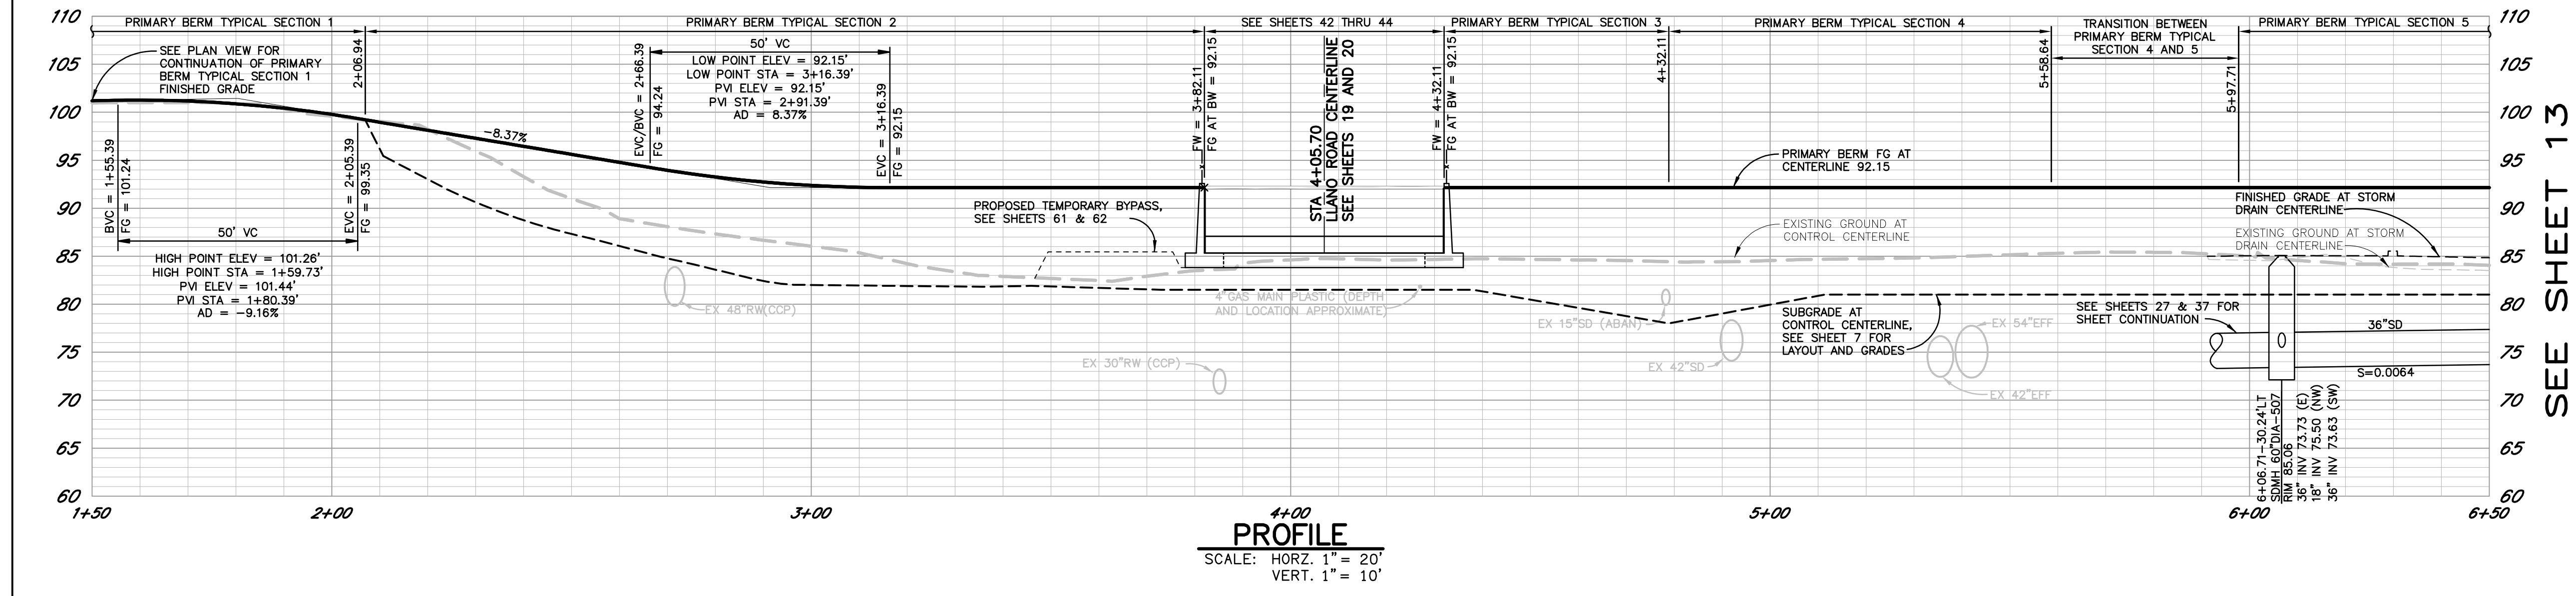 PRIMARY BERM TYPICAL SECTION 1
PRIMARY BERM TYPICAL SECTION 2
SEE SHEETS 42 THRU 44
PRIMARY BERM TYPICAL SECTION 3
PRIMARY BERM TYPICAL SECTION 4
TRANSITION BETWEEN
PRIMARY BERM TYPICAL
SECTION 4 AND 5
PRIMARY BERM TYPICAL SECTION 5
110
105
100
95
90
85
80
75
70
65
60
SEE PLAN VIEW FOR
CONTINUATION OF PRIMARY
BERM TYPICAL SECTION 1
FINISHED GRADE
2+06.94
BVC = 1+55.39
FG = 101.24
EVC = 2+05.39
FG = 99.35
50' VC
HIGH POINT ELEV = 101.26'
HIGH POINT STA = 1+59.73'
PVI ELEV = 101.44'
PVI STA = 1+80.39'
AD = -9.16%
-8.37%
EVC/BVC = 2+66.39
FG = 94.24
50' VC
LOW POINT ELEV = 92.15'
LOW POINT STA = 3+16.39'
PVI ELEV = 92.15'
PVI STA = 2+91.39'
AD = 8.37%
EVC = 3+16.39
FG = 92.15
FW = 3+82.11
FG AT BW = 92.15
STA 4+05.70
LLANO ROAD CENTERLINE
SEE SHEETS 19 AND 20
FW = 4+32.11
FG AT BW = 92.15
4+32.11
5+58.64
5+97.71
PROPOSED TEMPORARY BYPASS,
SEE SHEETS 61 & 62
PRIMARY BERM FG AT
CENTERLINE 92.15
EXISTING GROUND AT
CONTROL CENTERLINE
FINISHED GRADE AT STORM
DRAIN CENTERLINE
EXISTING GROUND AT STORM
DRAIN CENTERLINE
EX 48"RW(CCP)
4" GAS MAIN PLASTIC (DEPTH
AND LOCATION APPROXIMATE)
EX 30"RW (CCP)
EX 15"SD (ABAN)
EX 42"SD
SUBGRADE AT
CONTROL CENTERLINE,
SEE SHEET 7 FOR
LAYOUT AND GRADES
EX 54"EFF
EX 42"EFF
SEE SHEETS 27 & 37 FOR
SHEET CONTINUATION
36"SD
S=0.0064
6+06.71-30.24'LT
SDMH 60"DIA-507
RIM 85.06
36" INV 73.73 (E)
18" INV 75.50 (NW)
36" INV 73.63 (SW)
110
105
100
95
90
85
80
75
70
65
60
SEE SHEET 13
1+50
2+00
3+00
4+00
5+00
6+00
6+50
PROFILE
SCALE: HORZ. 1"= 20'
VERT. 1"= 10'